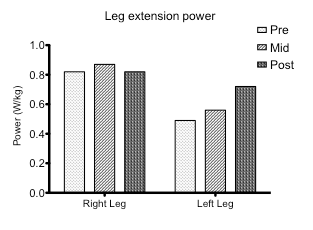 Leg extension power
Pre
Mid
Post
Power (W/kg)
1.0
0.8
0.6
0.4
0.2
0.0
Right Leg
Left Leg